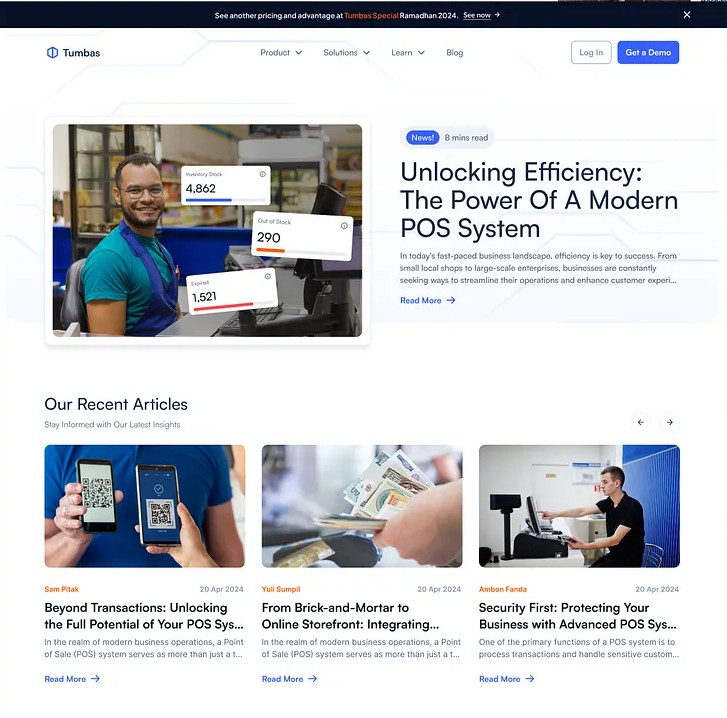 See another pricing and advantage at Tumbas Special Ramadhan 2024. See now
Tumbas
Product
Solutions
Learn
Blog
Log In
Get a Demo
Inventory Stock
4,862
Out of Stock
290
Expired
1,521
News!
8 mins read
Unlocking Efficiency:
The Power Of A Modern
POS System
In today's fast-paced business landscape, efficiency is key to success. From
small local shops to large-scale enterprises, businesses are constantly
seeking ways to streamline their operations and enhance customer experi...
Read More
Our Recent Articles
Stay Informed with Our Latest Insights
Sam Pitak
20 Apr 2024
Beyond Transactions: Unlocking
the Full Potential of Your POS Sys...
In the realm of modern business operations, a Point
of Sale (POS) system serves as more than just a t...
Read More
Yuli Sumpil
20 Apr 2024
From Brick-and-Mortar to
Online Storefront: Integrating...
In the realm of modern business operations, a Point
of Sale (POS) system serves as more than just a t...
Read More
Ambon Fanda
20 Apr 2024
Security First: Protecting Your
Business with Advanced POS Sys...
One of the primary functions of a POS system is to
process transactions and handle sensitive custom...
Read More